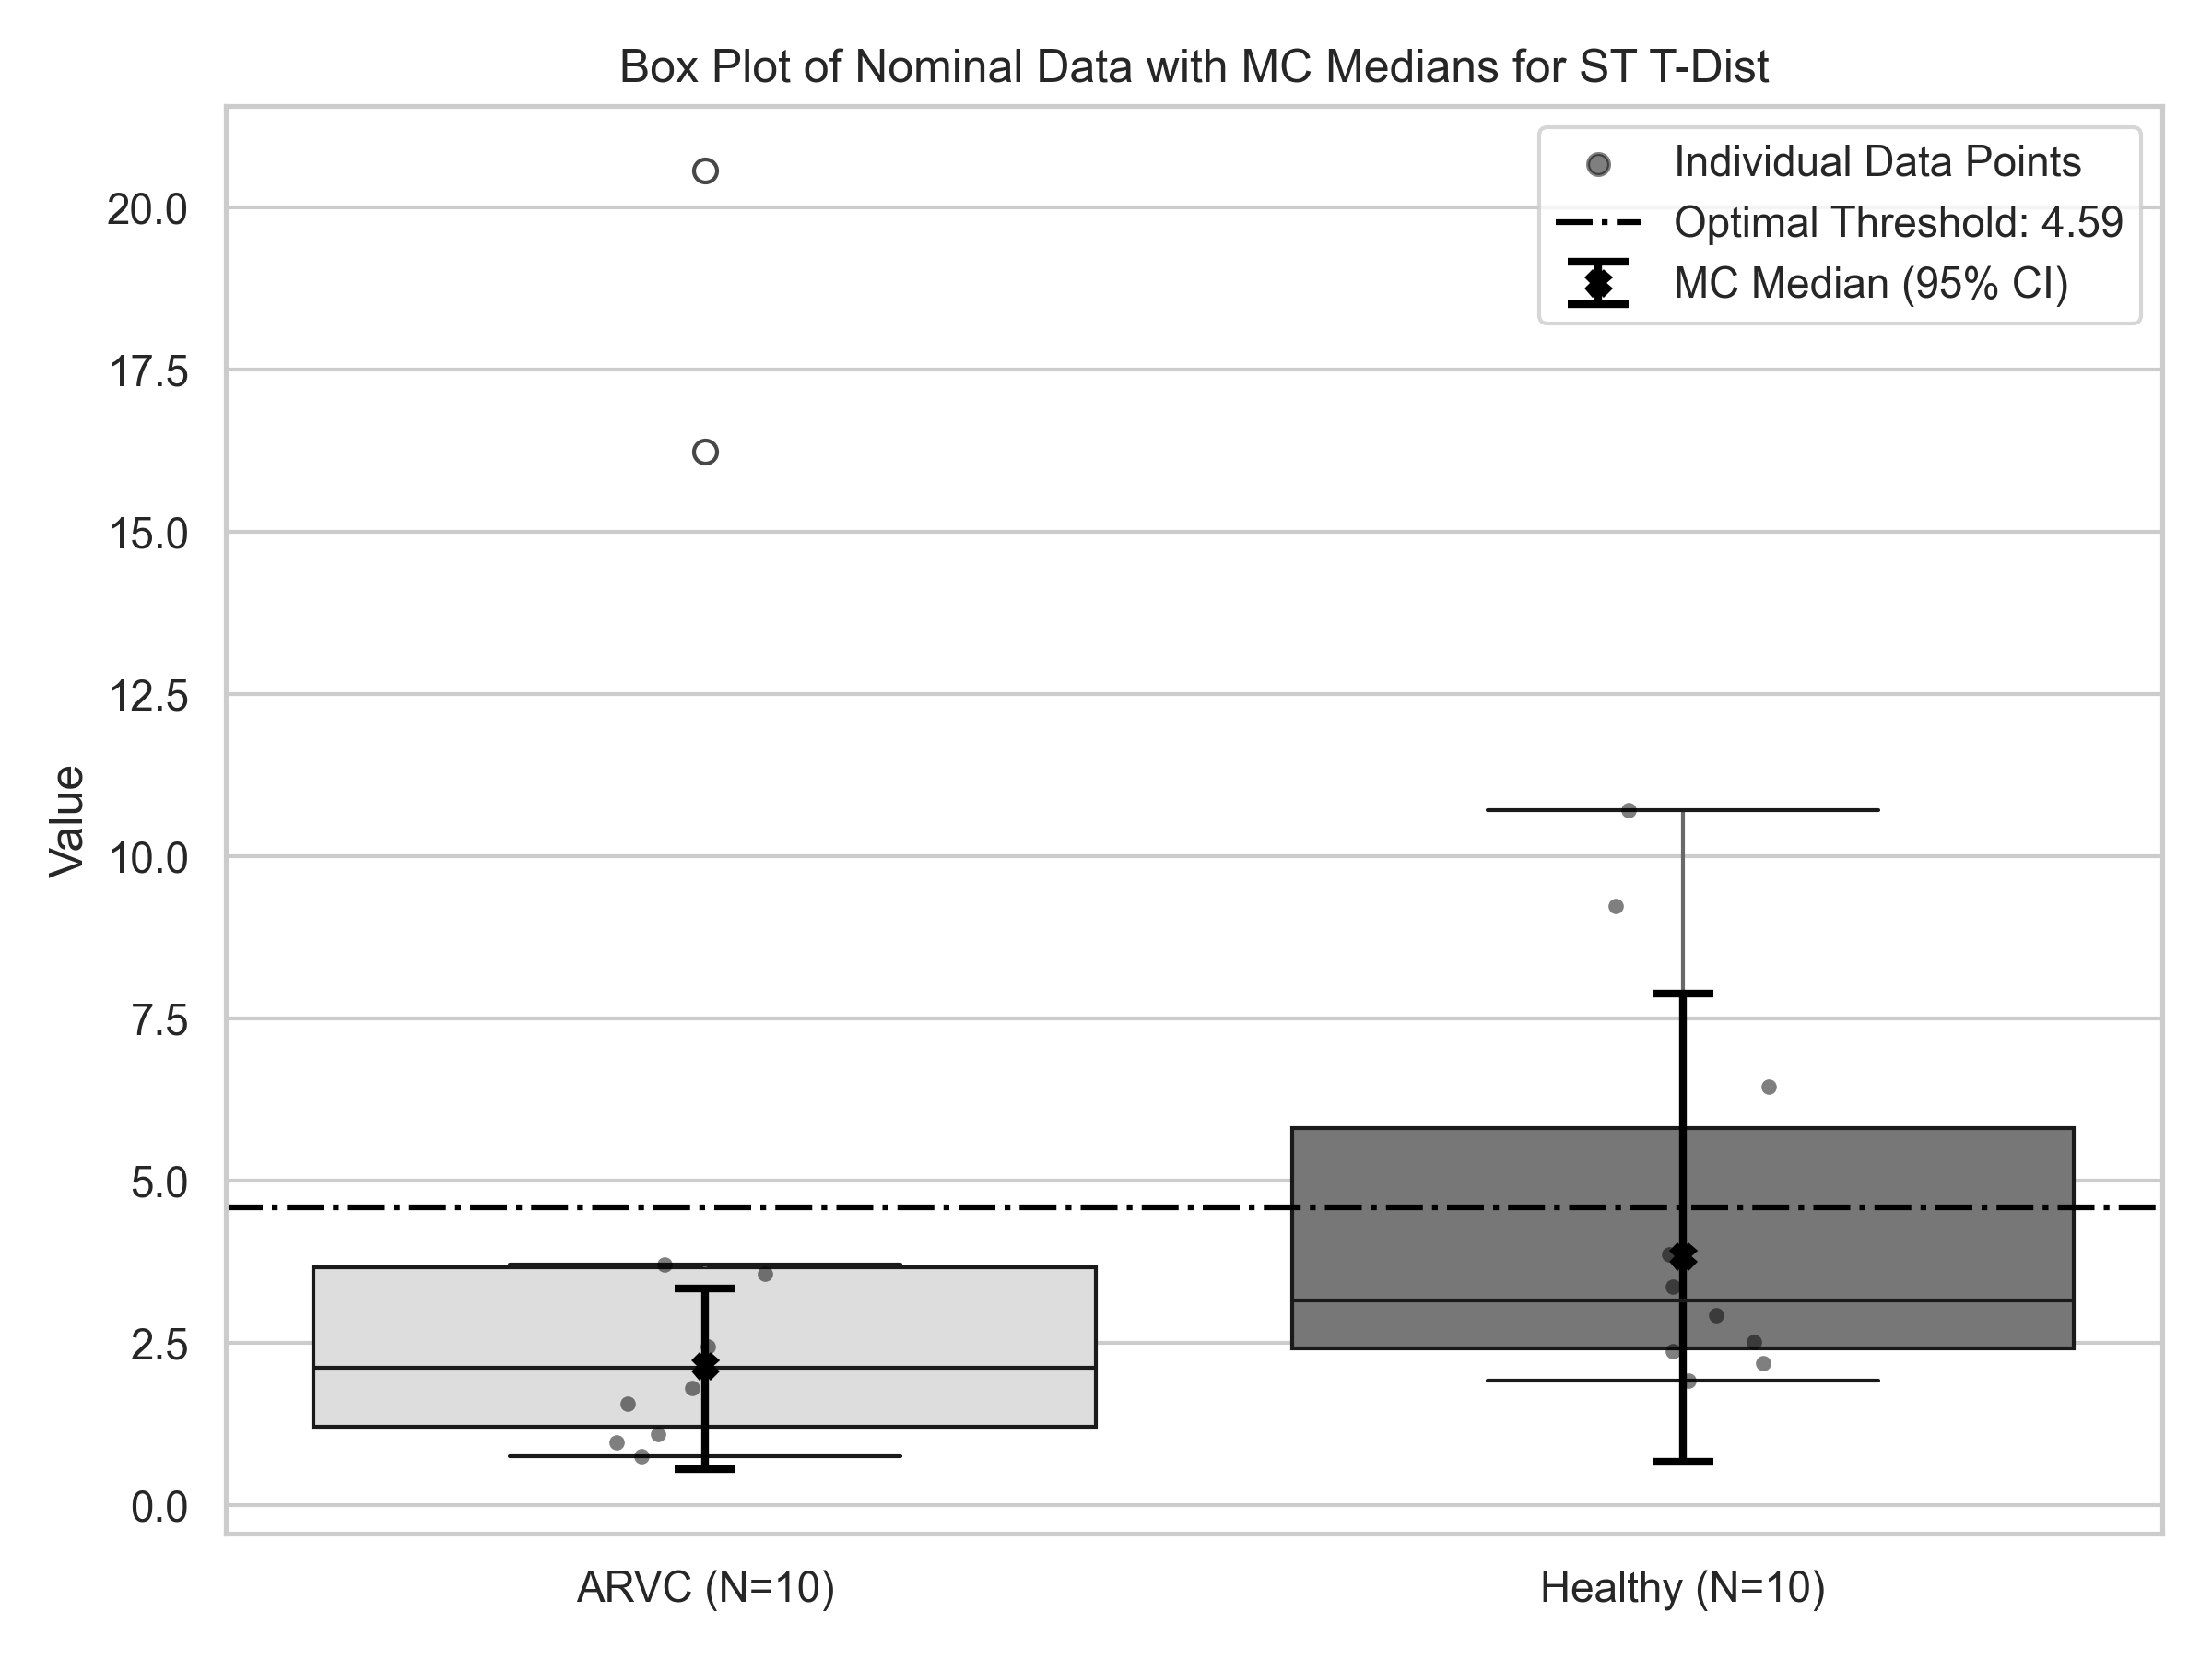 Box Plot of Nominal Data with MC Medians for ST T-Dist
Individual Data Points
Optimal Threshold: 4.59
MC Median (95% CI)
20.0
17.5
15.0
12.5
10.0
7.5
5.0
2.5
0.0
Value
ARVC (N=10)
Healthy (N=10)